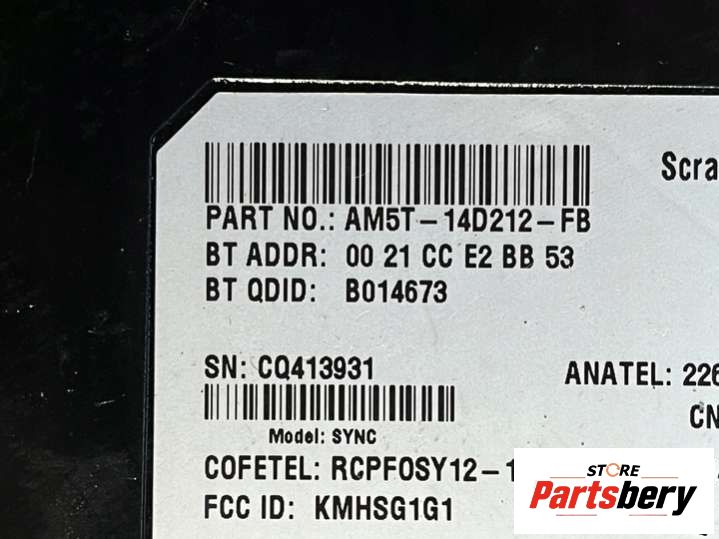 Scra
PART NO.: AM5T-14D212-FB
BT ADDR: 00 21 CC E2 BB 53
BT QDID: B014673
SN: CQ413931
ANATEL: 226
CN
Model: SYNC
COFETEL: RCPFOSY12-1
FCC ID: KMHSG1G1
STORE
Partsbery